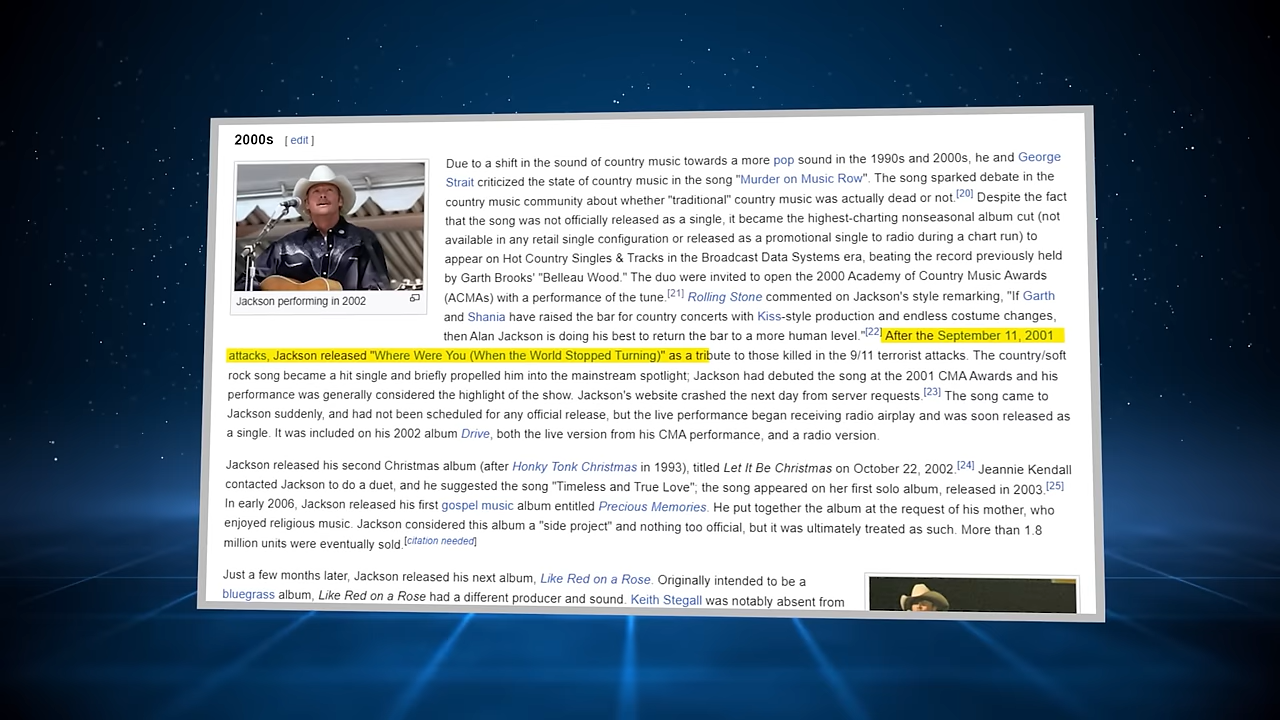 2000s [ edit ]
Due to a shift in the sound of country music towards a more pop sound in the 1990s and 2000s, he and George
Strait criticized the state of country music in the song "Murder on Music Row". The song sparked debate in the
country music community about whether "traditional" country music was actually dead or not.[20] Despite the fact
that the song was not officially released as a single, it became the highest-charting nonseasonal album cut (not
available in any retail single configuration or released as a promotional single to radio during a chart run) to
appear on Hot Country Singles & Tracks in the Broadcast Data Systems era, beating the record previously held
by Garth Brooks' "Belleau Wood." The duo were invited to open the 2000 Academy of Country Music Awards
(ACMAs) with a performance of the tune.[21] Rolling Stone commented on Jackson's style remarking, "If Garth
and Shania have raised the bar for country concerts with Kiss-style production and endless costume changes,
then Alan Jackson is doing his best to return the bar to a more human level."[22] After the September 11, 2001
Jackson performing in 2002
attacks, Jackson released "Where Were You (When the World Stopped Turning)" as a tribute to those killed in the 9/11 terrorist attacks. The country/soft
rock song became a hit single and briefly propelled him into the mainstream spotlight; Jackson had debuted the song at the 2001 CMA Awards and his
performance was generally considered the highlight of the show. Jackson's website crashed the next day from server requests.[23] The song came to
Jackson suddenly, and had not been scheduled for any official release, but the live performance began receiving radio airplay and was soon released as
a single. It was included on his 2002 album Drive, both the live version from his CMA performance, and a radio version.
Jackson released his second Christmas album (after Honky Tonk Christmas in 1993), titled Let It Be Christmas on October 22, 2002.[24] Jeannie Kendall
contacted Jackson to do a duet, and he suggested the song "Timeless and True Love"; the song appeared on her first solo album, released in 2003.[25]
In early 2006, Jackson released his first gospel music album entitled Precious Memories. He put together the album at the request of his mother, who
enjoyed religious music. Jackson considered this album a "side project" and nothing too official, but it was ultimately treated as such. More than 1.8
million units were eventually sold.[citation needed]
Just a few months later, Jackson released his next album, Like Red on a Rose. Originally intended to be a
bluegrass album, Like Red on a Rose had a different producer and sound. Keith Stegall was notably absent from